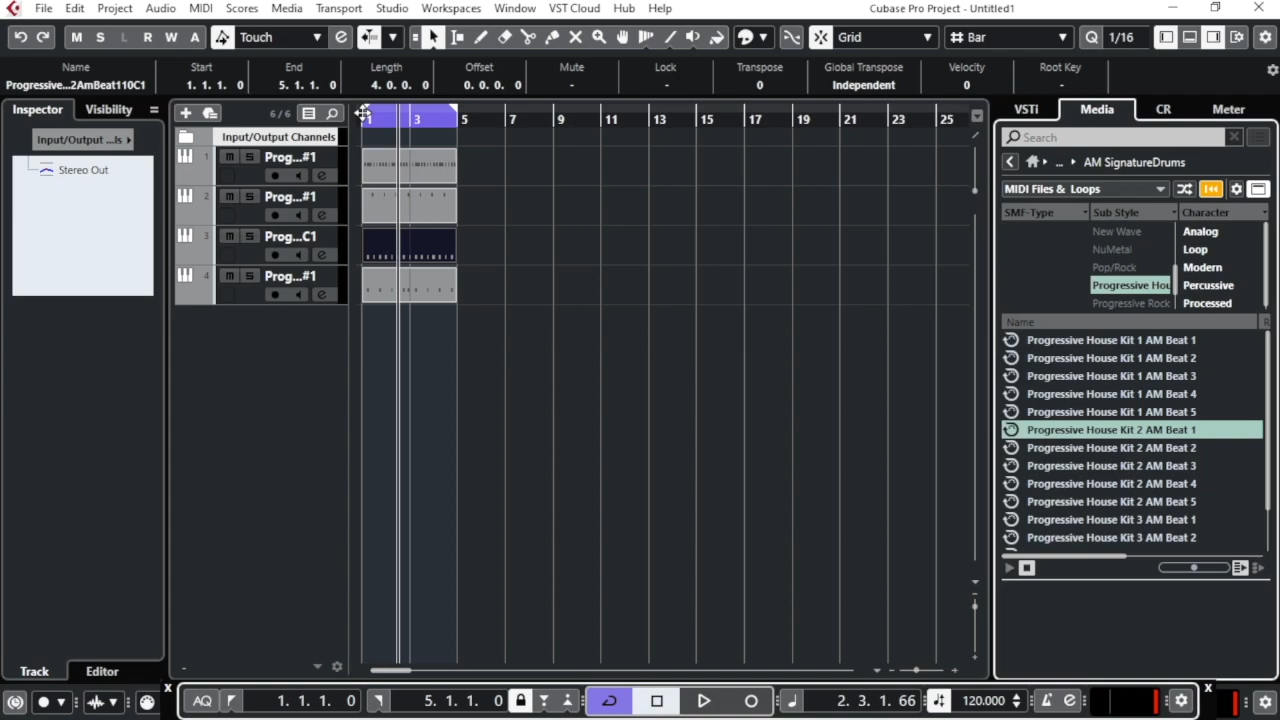 File Edit Project Audio MIDI Scores Media Transport Studio Workspaces Window VST Cloud Hub Help Cubase Pro Project - Untitled1
M S L R W A Touch Grid Bar Q 1/16
Name Start End Length Offset Mute Lock Transpose Global Transpose Velocity Root Key
Progressive...2AmBeat110C1 1. 1. 1. 0 5. 1. 1. 0 4. 0. 0. 0 0. 0. 0. 0 - - 0 Independent 0 -
Inspector Visibility 6/6 1 3 5 7 9 11 13 15 17 19 21 23 25 VSTi Media CR Meter
Input/Output ...ls Input/Output Channels Search
Stereo Out 1 m s Prog...#1 ... AM SignatureDrums
2 m s Prog...#1 MIDI Files & Loops
3 m s Prog...C1 SMF-Type Sub Style Character
4 m s Prog...#1 New Wave Analog
NuMetal Loop
Pop/Rock Modern
Progressive Hou Percussive
Progressive Rock Processed
Name R
Progressive House Kit 1 AM Beat 1
Progressive House Kit 1 AM Beat 2
Progressive House Kit 1 AM Beat 3
Progressive House Kit 1 AM Beat 4
Progressive House Kit 1 AM Beat 5
Progressive House Kit 2 AM Beat 1
Progressive House Kit 2 AM Beat 2
Progressive House Kit 2 AM Beat 3
Progressive House Kit 2 AM Beat 4
Progressive House Kit 2 AM Beat 5
Progressive House Kit 3 AM Beat 1
Progressive House Kit 3 AM Beat 2
Track Editor
AQ 1. 1. 1. 0 5. 1. 1. 0 2. 3. 1. 66 120.000